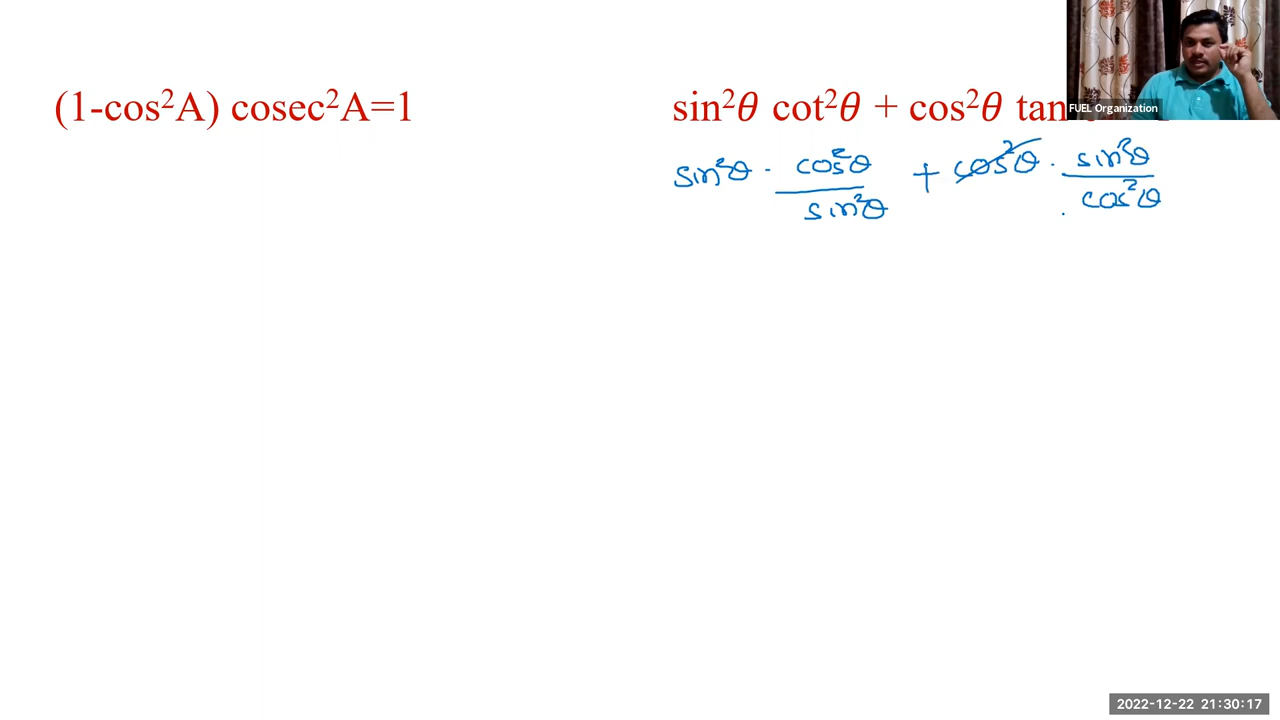 (1-cos²A) cosec²A=1
sin²θ cot²θ + cos²θ tan
sin²θ · cos²θ / sin²θ + cos²θ · sin²θ / cos²θ
FUEL Organization
2022-12-22 21:30:17